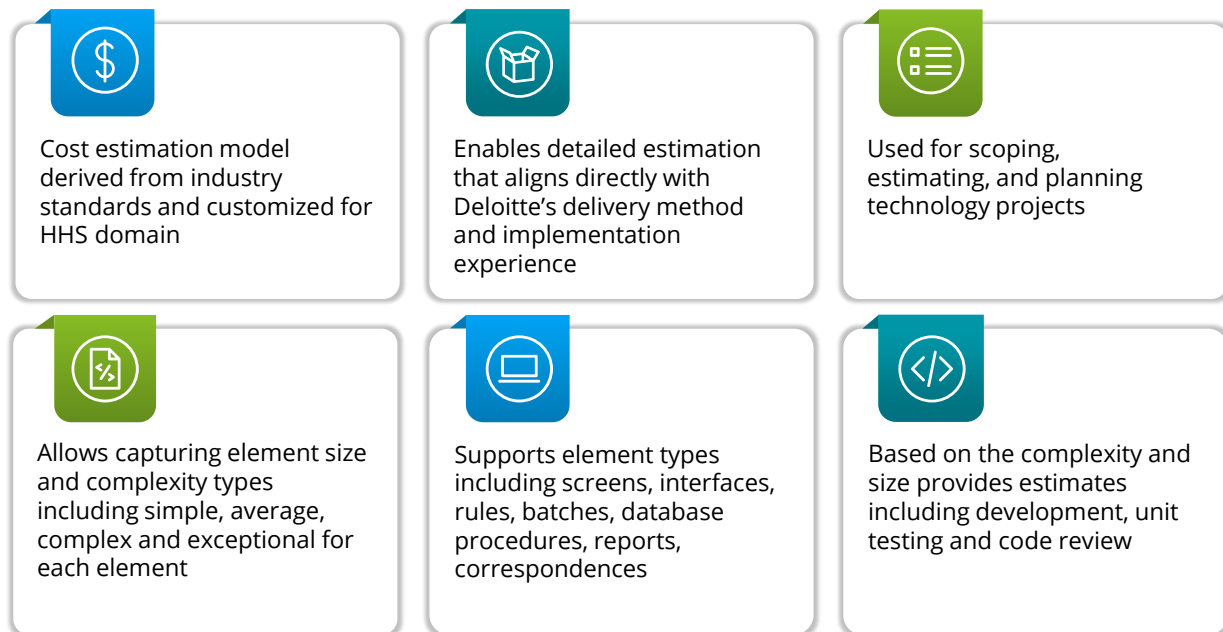 Cost estimation model
derived from industry
standards and customized for
HHS domain
Enables detailed estimation
that aligns directly with
Deloitte’s delivery method
and implementation
experience
Used for scoping,
estimating, and planning
technology projects
Allows capturing element size
and complexity types
including simple, average,
complex and exceptional for
each element
Supports element types
including screens, interfaces,
rules, batches, database
procedures, reports,
correspondences
Based on the complexity and
size provides estimates
including development, unit
testing and code review